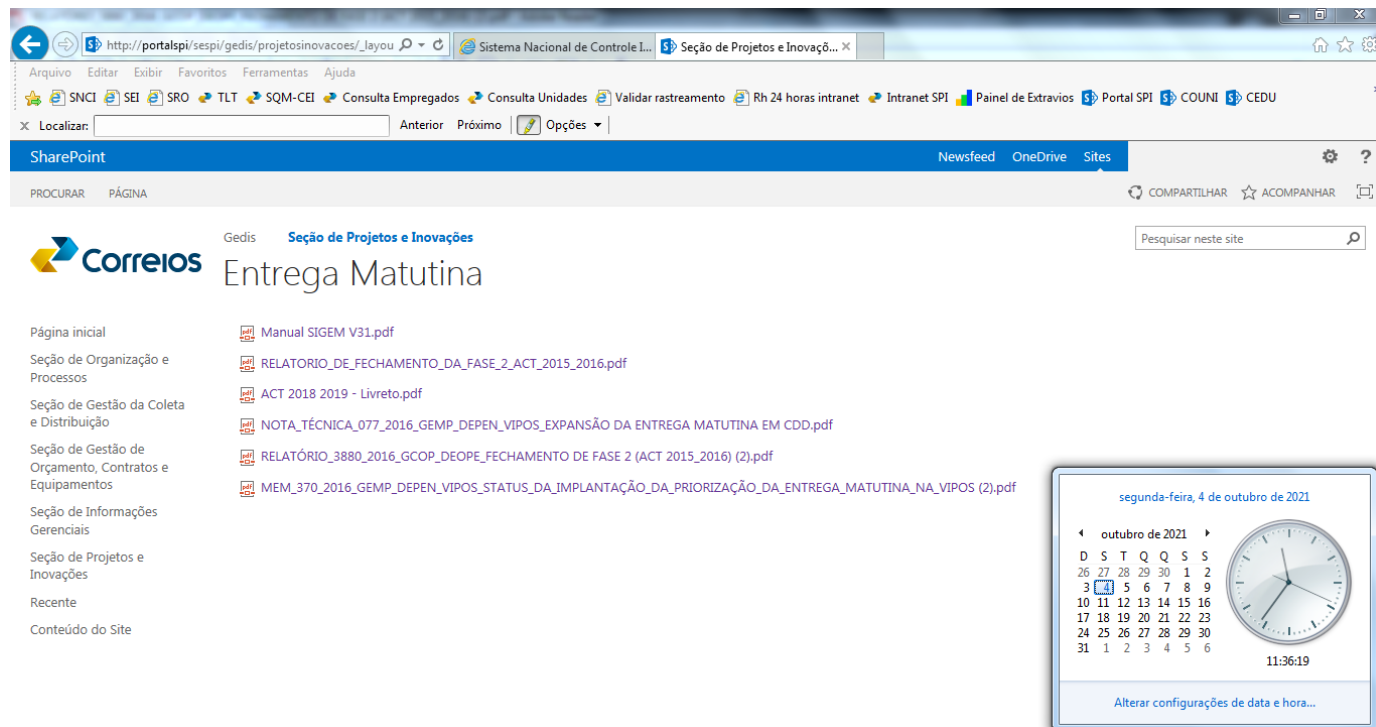 http://portalspi/sespi/gedis/projetosinovacoes/_layou
Sistema Nacional de Controle I...
Seção de Projetos e Inovaçõ... ×
Arquivo Editar Exibir Favoritos Ferramentas Ajuda
SNCI SEI SRO TLT SQM-CEI Consulta Empregados Consulta Unidades Validar rastreamento Rh 24 horas intranet Intranet SPI Painel de Extravios Portal SPI COUNI CEDU
x Localizar: Anterior Próximo Opções
SharePoint Newsfeed OneDrive Sites ?
PROCURAR PÁGINA COMPARTILHAR ACOMPANHAR
Correios
Gedis Seção de Projetos e Inovações
Pesquisar neste site
Entrega Matutina
Página inicial
Seção de Organização e
Processos
Seção de Gestão da Coleta
e Distribuição
Seção de Gestão de
Orçamento, Contratos e
Equipamentos
Seção de Informações
Gerenciais
Seção de Projetos e
Inovações
Recente
Conteúdo do Site
Manual SIGEM V31.pdf
RELATORIO_DE_FECHAMENTO_DA_FASE_2_ACT_2015_2016.pdf
ACT 2018 2019 - Livreto.pdf
NOTA_TÉCNICA_077_2016_GEMP_DEPEN_VIPOS_EXPANSÃO DA ENTREGA MATUTINA EM CDD.pdf
RELATÓRIO_3880_2016_GCOP_DEOPE_FECHAMENTO DE FASE 2 (ACT 2015_2016) (2).pdf
MEM_370_2016_GEMP_DEPEN_VIPOS_STATUS_DA_IMPLANTAÇÃO_DA_PRIORIZAÇÃO_DA_ENTREGA_MATUTINA_NA_VIPOS (2).pdf
segunda-feira, 4 de outubro de 2021
outubro de 2021
D S T Q Q S S
26 27 28 29 30 1 2
3 4 5 6 7 8 9
10 11 12 13 14 15 16
17 18 19 20 21 22 23
24 25 26 27 28 29 30
31 1 2 3 4 5 6
11:36:19
Alterar configurações de data e hora...